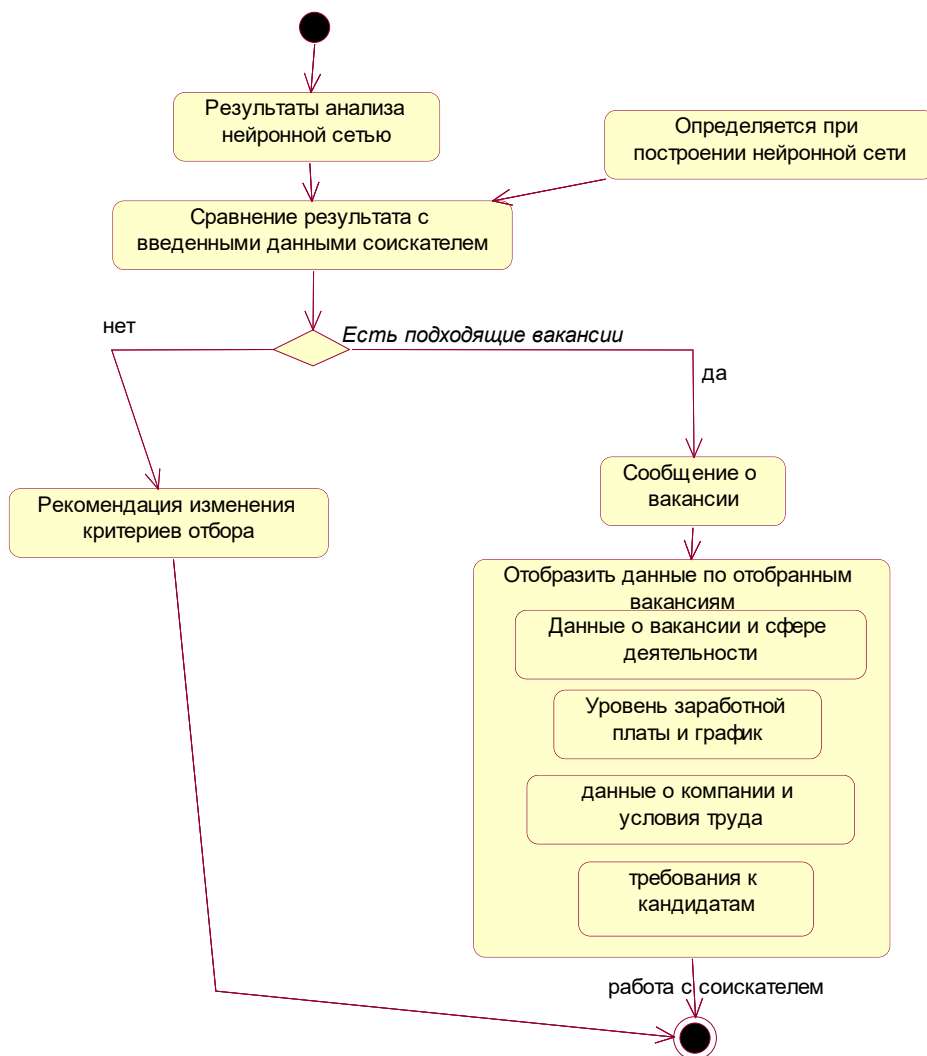 Результаты анализа
нейронной сетью
Определяется при
построении нейронной сети
Сравнение результата с
введенными данными соискателем
нет
Есть подходящие вакансии
да
Сообщение о
вакансии
Рекомендация изменения
критериев отбора
Отобразить данные по отобранным
вакансиям
Данные о вакансии и сфере
деятельности
Уровень заработной
платы и график
данные о компании и
условия труда
требования к
кандидатам
работа с соискателем